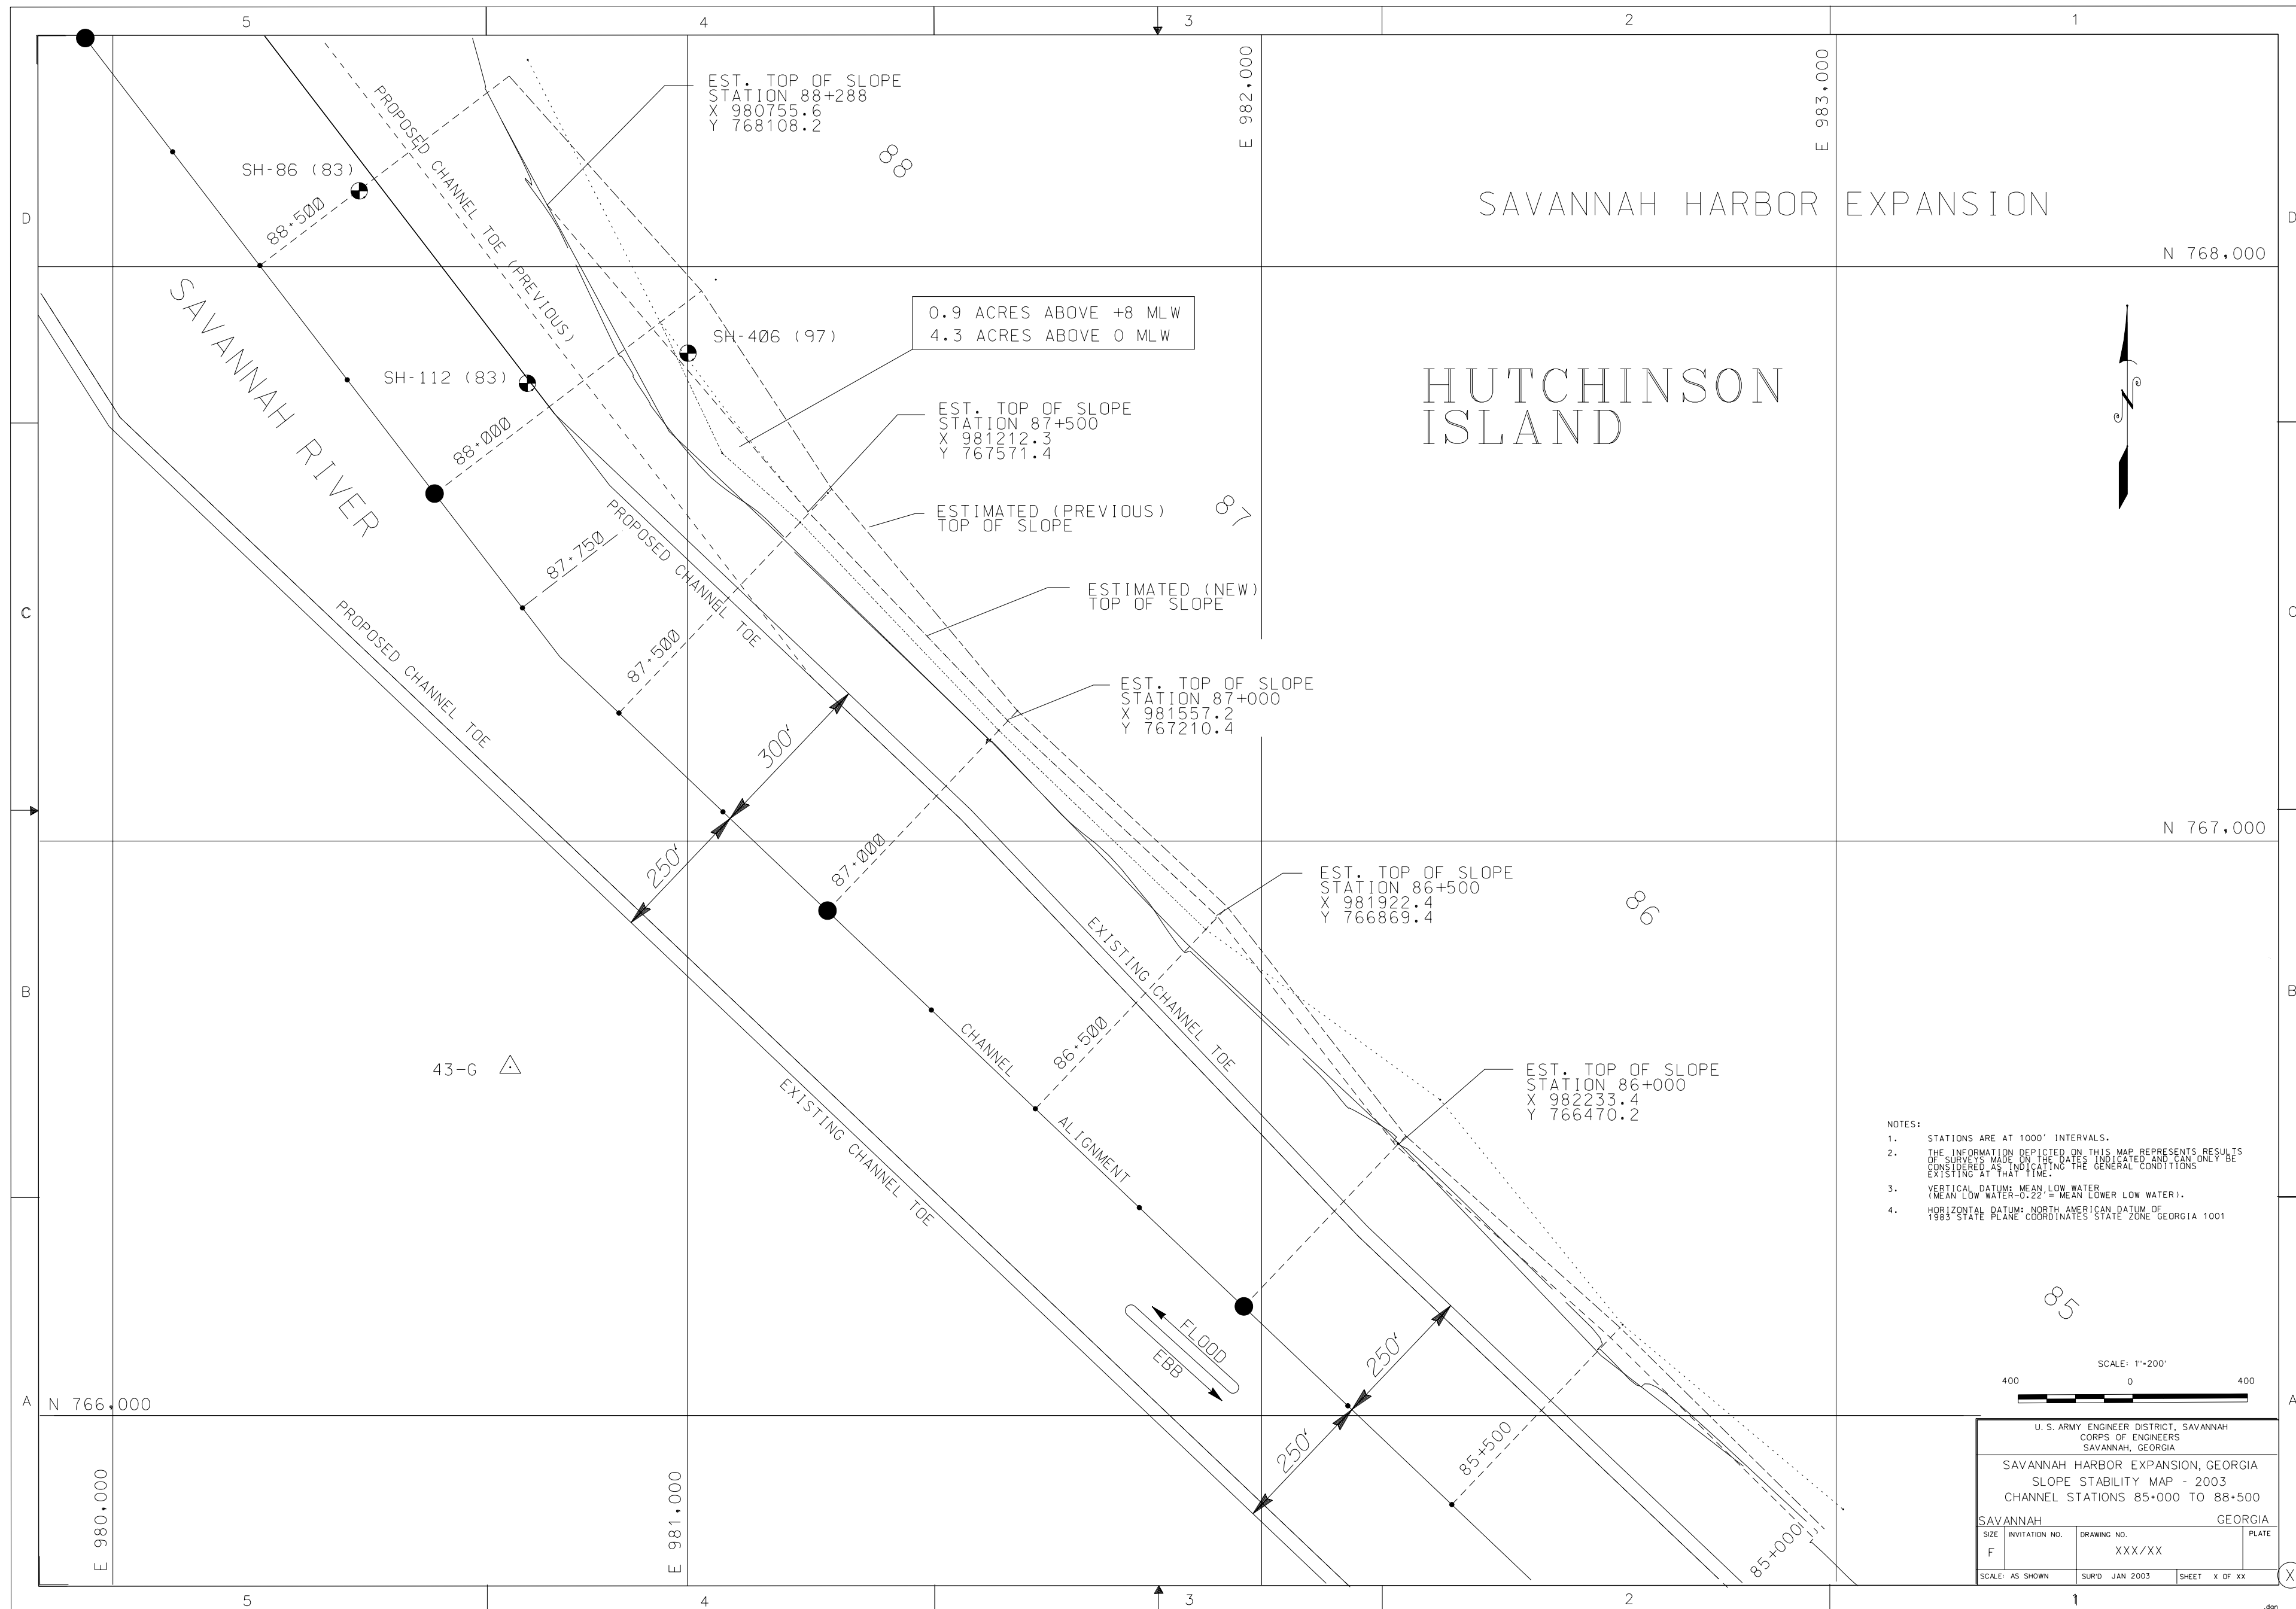 5 4 3 2 1
EST. TOP OF SLOPE
STATION 88+288
X 980755.6
Y 768108.2
E 982,000
E 983,000
PROPOSED CHANNEL TOE (PREVIOUS)
88
SH-86 (83)
88+500
D
D
SAVANNAH HARBOR EXPANSION
N 768,000
SAVANNAH RIVER
0.9 ACRES ABOVE +8 MLW
4.3 ACRES ABOVE 0 MLW
SH-406 (97)
SH-112 (83)
HUTCHINSON
ISLAND
N
88+000
EST. TOP OF SLOPE
STATION 87+500
X 981212.3
Y 767571.4
87
ESTIMATED (PREVIOUS)
TOP OF SLOPE
PROPOSED CHANNEL TOE
87+750
ESTIMATED (NEW)
TOP OF SLOPE
C
C
PROPOSED CHANNEL TOE
87+500
EST. TOP OF SLOPE
STATION 87+000
X 981557.2
Y 767210.4
300'
N 767,000
250'
87+000
EST. TOP OF SLOPE
STATION 86+500
X 981922.4
Y 766869.4
86
EXISTING CHANNEL TOE
B
B
CHANNEL ALIGNMENT
86+500
43-G
EXISTING CHANNEL TOE
EST. TOP OF SLOPE
STATION 86+000
X 982233.4
Y 766470.2
NOTES:
1. STATIONS ARE AT 1000' INTERVALS.
2. THE INFORMATION DEPICTED ON THIS MAP REPRESENTS RESULTS
OF SURVEYS MADE ON THE DATES INDICATED AND CAN ONLY BE
CONSIDERED AS INDICATING THE GENERAL CONDITIONS
EXISTING AT THAT TIME.
3. VERTICAL DATUM: MEAN LOW WATER
(MEAN LOW WATER-0.22'= MEAN LOWER LOW WATER).
4. HORIZONTAL DATUM: NORTH AMERICAN DATUM OF
1983 STATE PLANE COORDINATES STATE ZONE GEORGIA 1001
85
FLOOD
EBB
250'
250'
SCALE: 1"=200'
400 0 400
A
A
N 766,000
85+500
85+000
E 980,000
E 981,000
U. S. ARMY ENGINEER DISTRICT, SAVANNAH
CORPS OF ENGINEERS
SAVANNAH, GEORGIA
SAVANNAH HARBOR EXPANSION, GEORGIA
SLOPE STABILITY MAP - 2003
CHANNEL STATIONS 85+000 TO 88+500
SAVANNAH GEORGIA
SIZE INVITATION NO. DRAWING NO. PLATE
F XXX/XX
SCALE: AS SHOWN SUR'D JAN 2003 SHEET X OF XX
X
5 4 3 2 1
.dgn